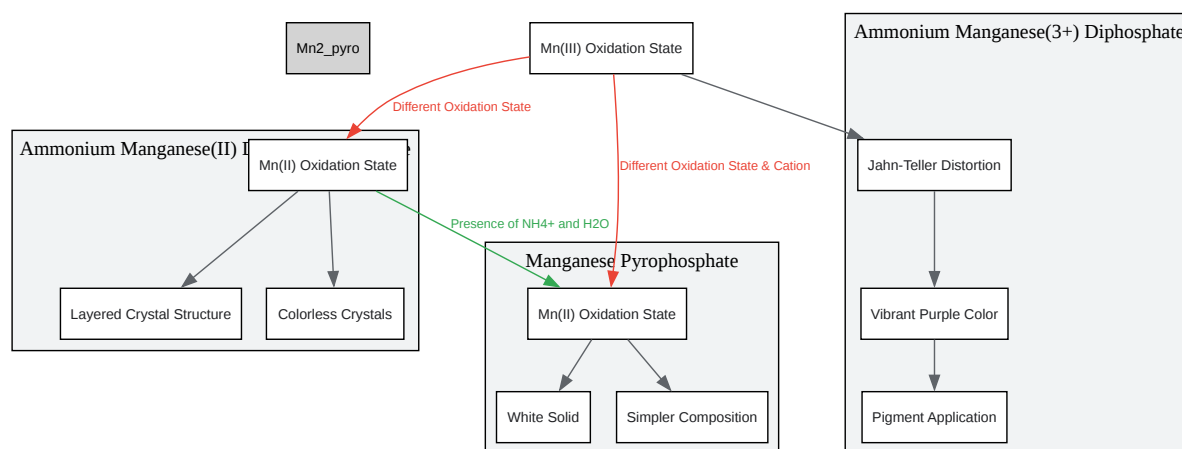 Mn2_pyro
Mn(III) Oxidation State
Ammonium Manganese(3+) Diphosphate
Different Oxidation State
Ammonium Manganese(II)
Mn(II) Oxidation State
Different Oxidation State & Cation
Jahn-Teller Distortion
Presence of NH4+ and H2O
Manganese Pyrophosphate
Layered Crystal Structure
Colorless Crystals
Mn(II) Oxidation State
Vibrant Purple Color
White Solid
Simpler Composition
Pigment Application